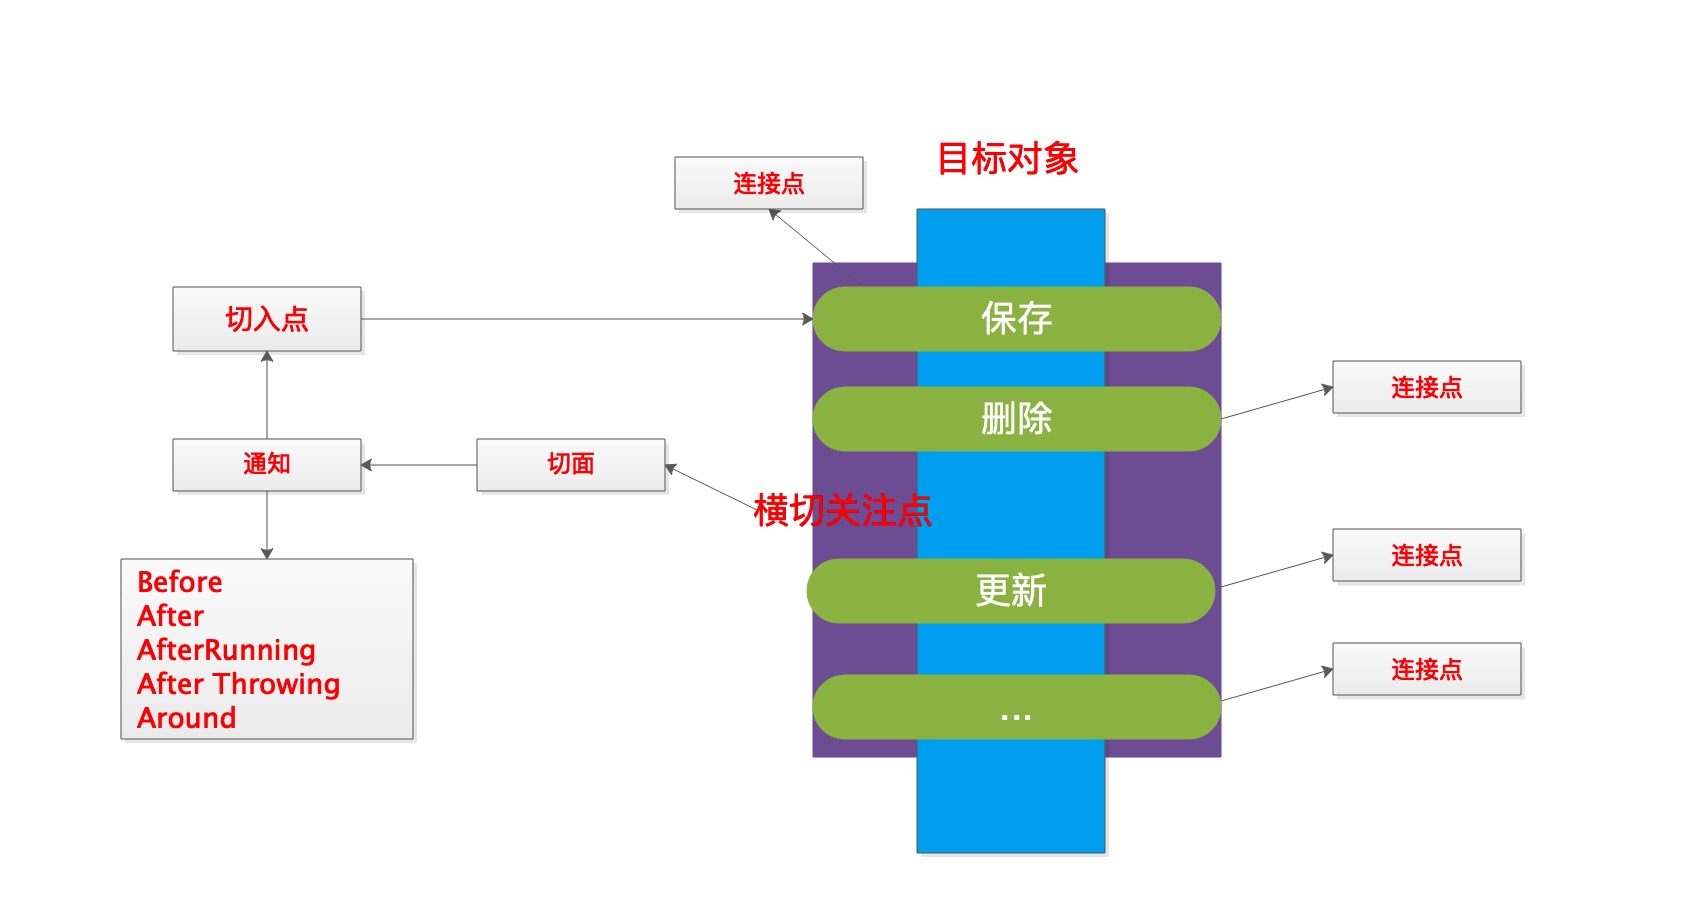 目标对象
连接点
切入点
保存
连接点
删除
通知
切面
横切关注点
连接点
更新
Before
After
AfterRunning
After Throwing
Around
连接点
...